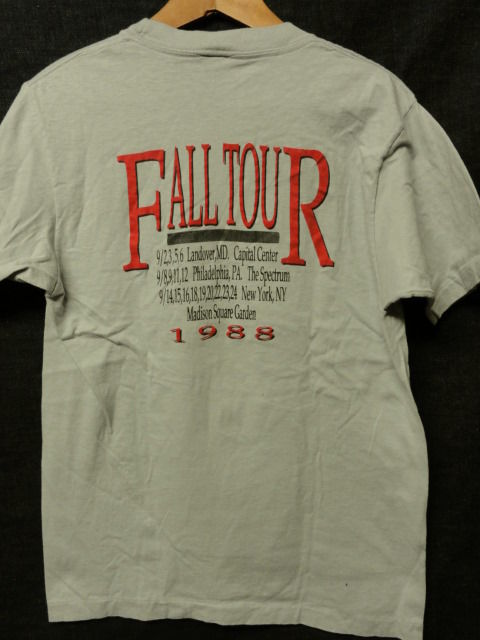 FALL TOUR
9/2,3,5,6 Landover, MD. Capital Center
9/8,9,11,12 Philadelphia, PA. The Spectrum
9/14,15,16,18,19,20,22,23,24 New York, NY
Madison Square Garden
1988